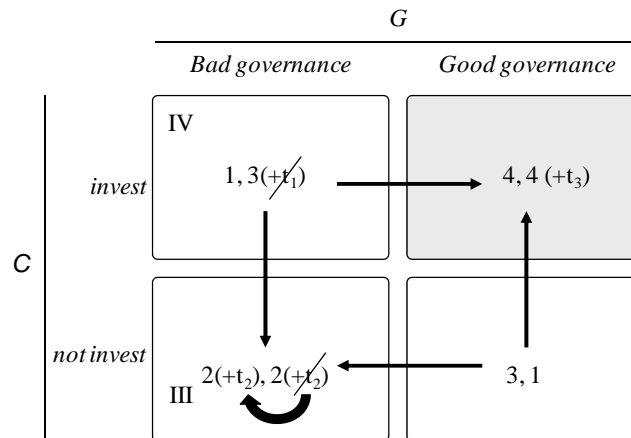 G
Bad governance Good governance
IV
invest 1, 3(+t₁) 4, 4 (+t₃)
C
not invest 2(+t₂), 2(+t₂) 3, 1
III